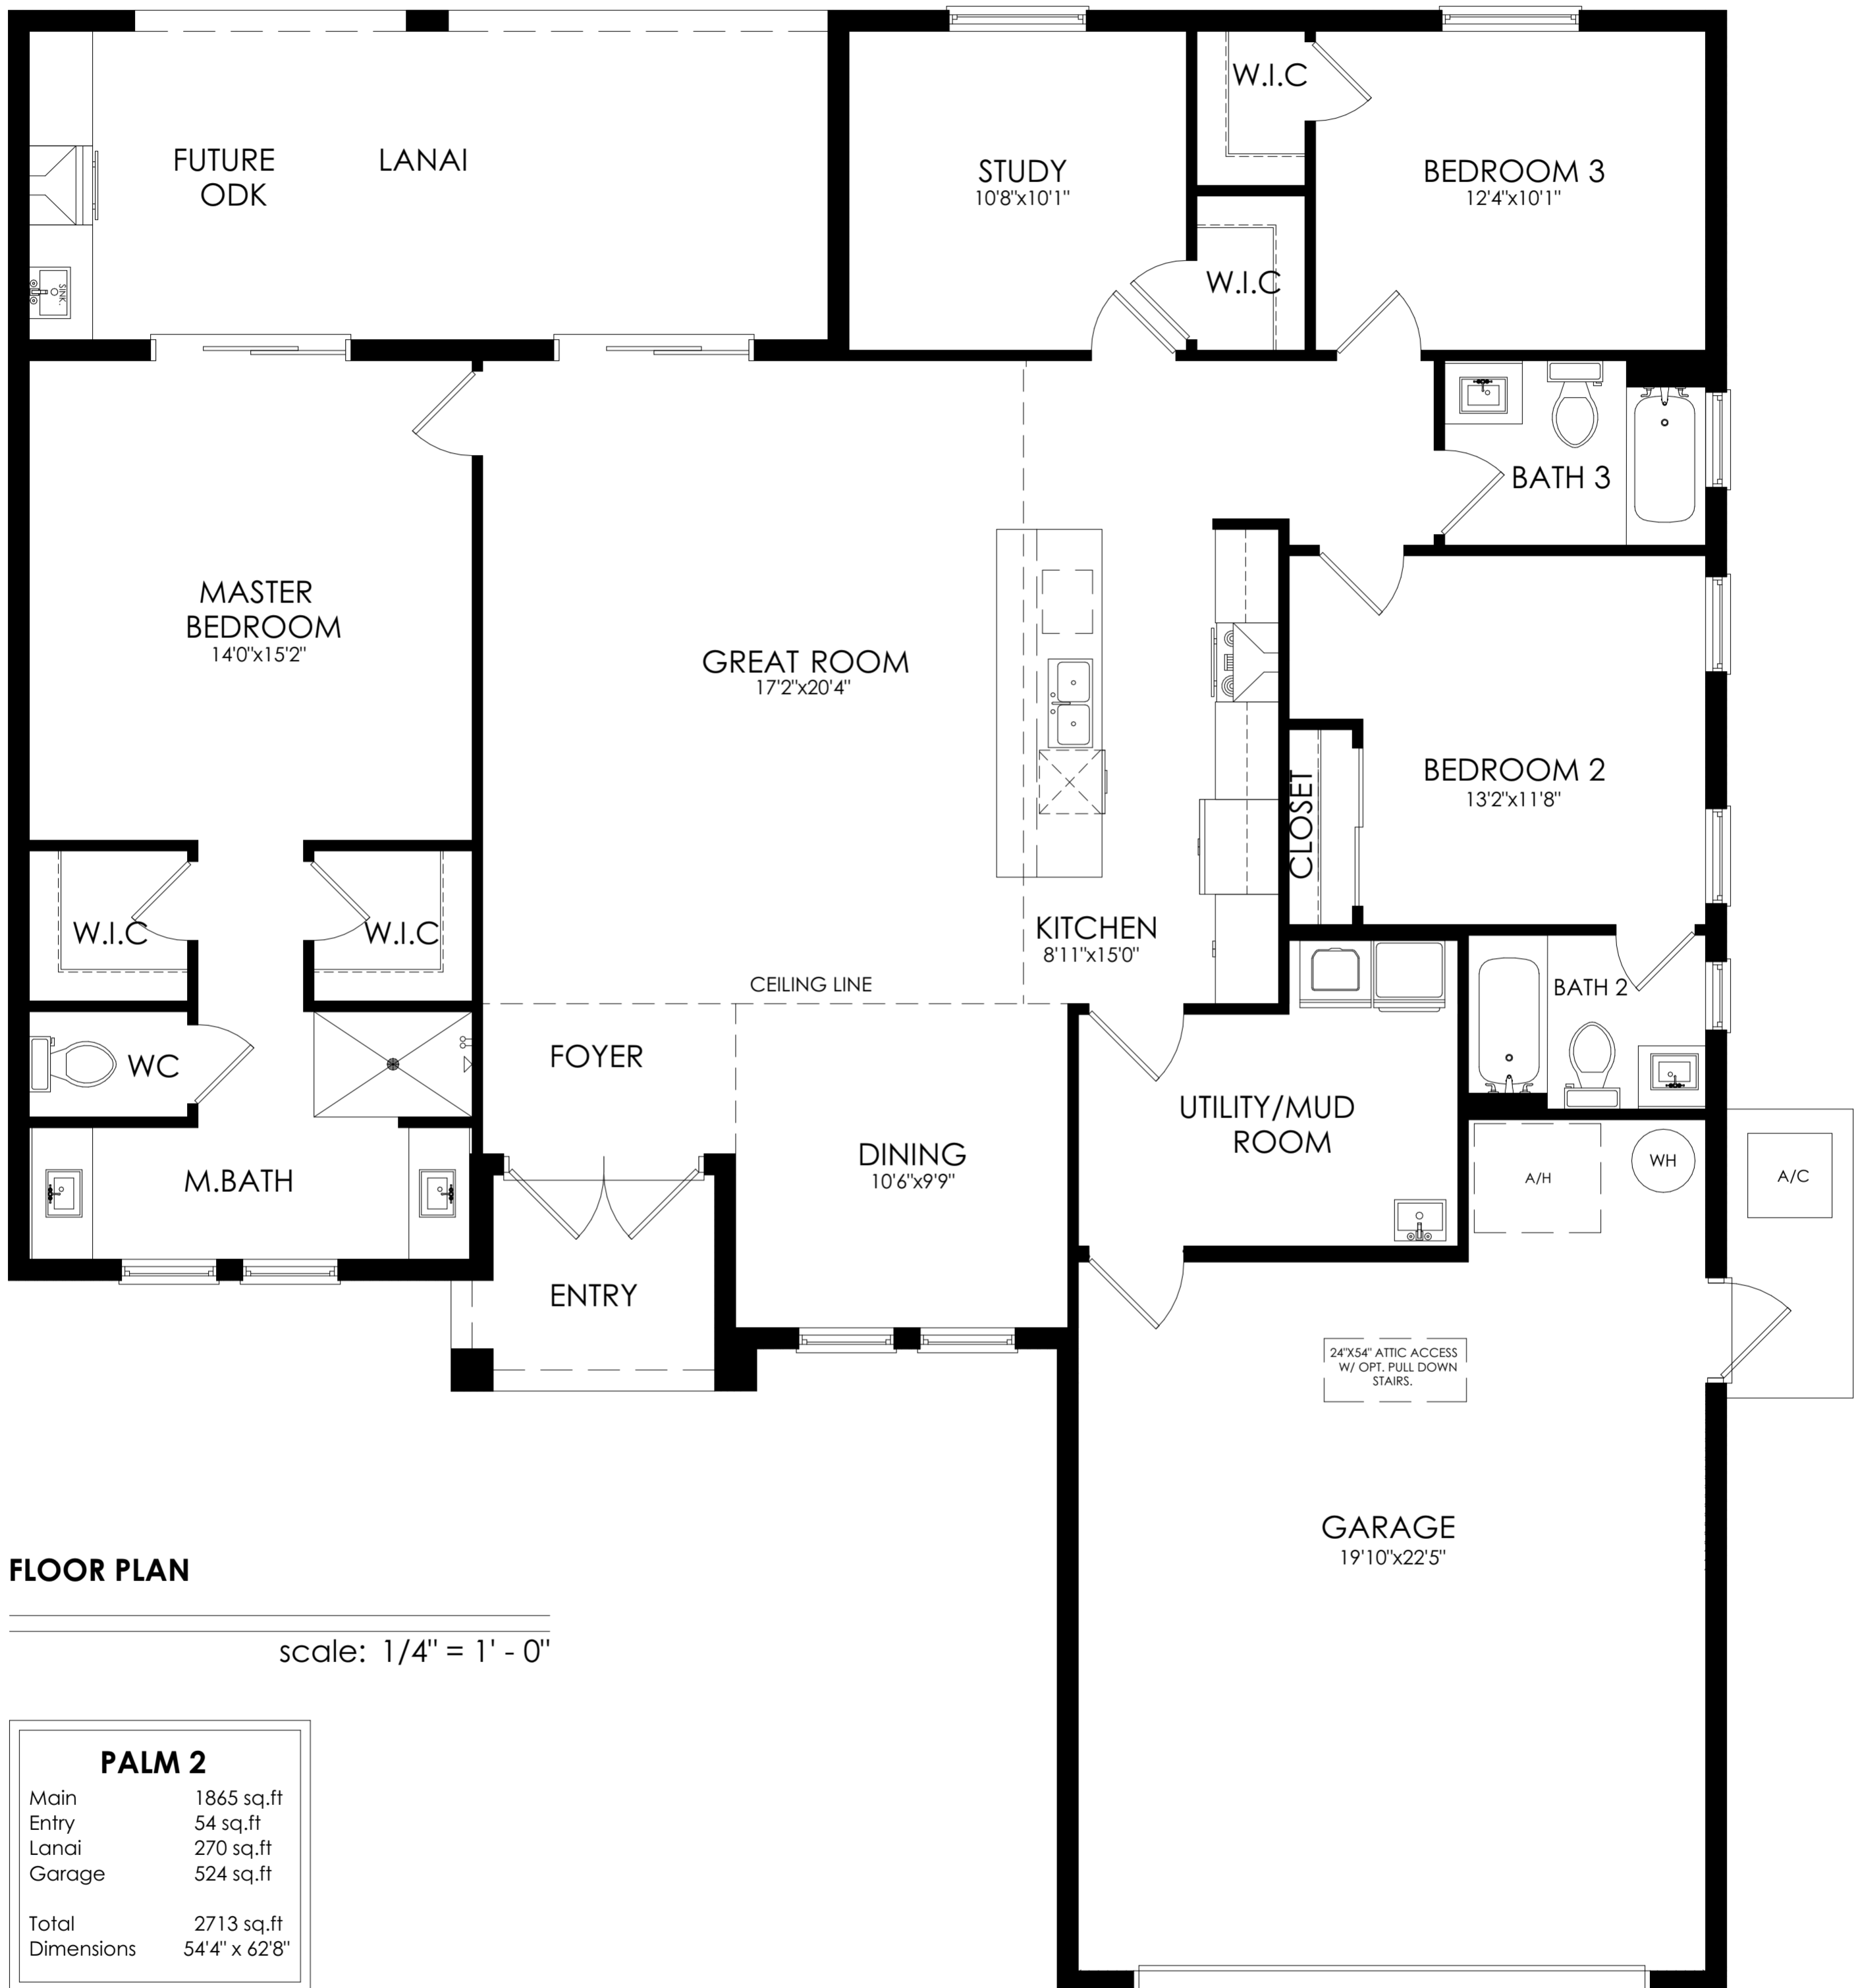 W.I.C
FUTURE
ODK
LANAI
STUDY
10'8"x10'1"
BEDROOM 3
12'4"x10'1"
SINK.
W.I.C
BATH 3
MASTER
BEDROOM
14'0"x15'2"
GREAT ROOM
17'2"x20'4"
BEDROOM 2
13'2"x11'8"
CLOSET
W.I.C
W.I.C
KITCHEN
8'11"x15'0"
CEILING LINE
BATH 2
WC
FOYER
UTILITY/MUD
ROOM
DINING
10'6"x9'9"
M.BATH
A/H
WH
A/C
ENTRY
24"X54" ATTIC ACCESS
W/ OPT. PULL DOWN
STAIRS.
GARAGE
19'10"x22'5"
FLOOR PLAN
scale: 1/4" = 1' - 0"
PALM 2
Main 1865 sq.ft
Entry 54 sq.ft
Lanai 270 sq.ft
Garage 524 sq.ft
Total 2713 sq.ft
Dimensions 54'4" x 62'8"